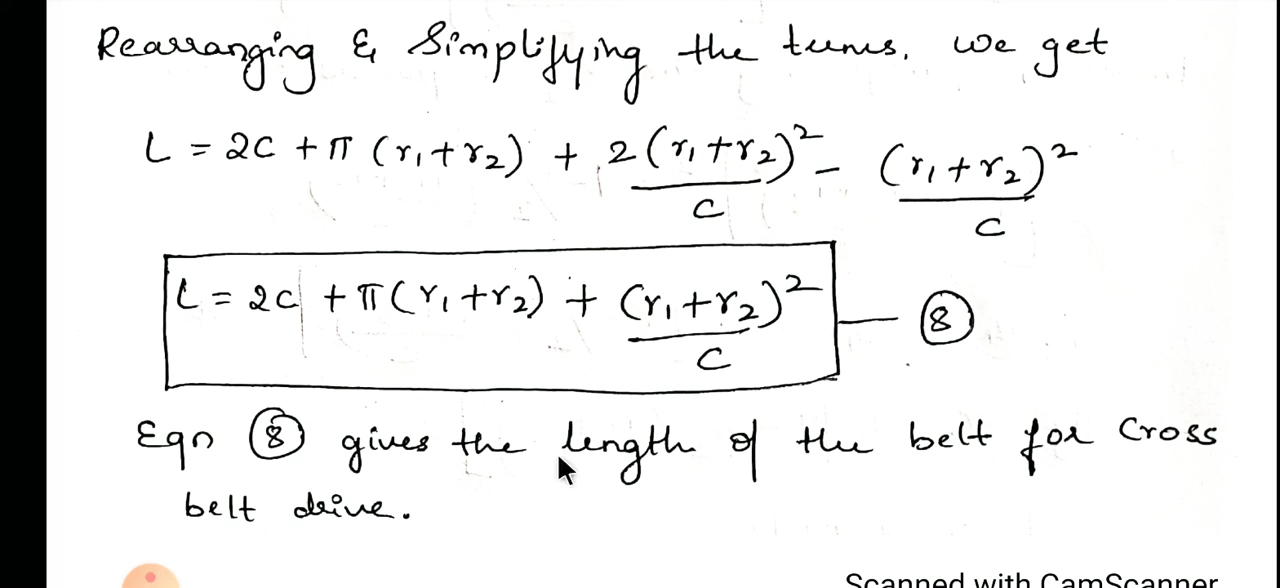 Rearranging & Simplifying the terms, we get
L = 2C + π (r₁+r₂) + 2(r₁+r₂)²/C - (r₁+r₂)²/C
L = 2C + π(r₁+r₂) + (r₁+r₂)²/C — ⑧
Eqn ⑧ gives the length of the belt for Cross
belt drive.
Scanned with CamScanner